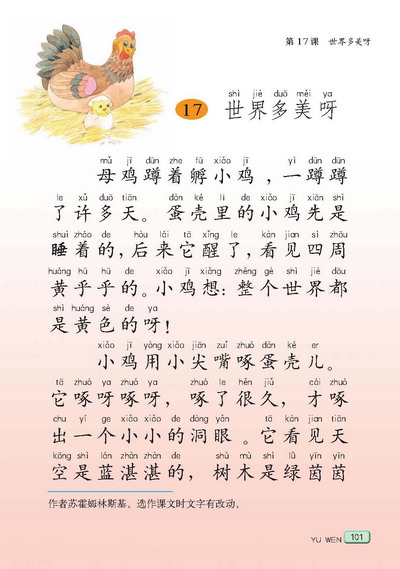 第17课 世界多美呀
shì jiè duō měi ya
17 世界多美呀
mǔ jī dūn zhe fū xiǎo jī yì dūn
母鸡蹲着孵小鸡，一蹲蹲
le xǔ duō tiān dàn ké lǐ de xiǎo jī xiān shì
了许多天。蛋壳里的小鸡先是
shuì zháo de hòu lái tā xǐng le kàn jiàn sì zhōu
睡着的，后来它醒了，看见四周
huáng hū hū de xiǎo jī xiǎng zhěng gè shì jiè dōu
黄乎乎的。小鸡想：整个世界都
shì huáng sè de ya
是黄色的呀！
xiǎo jī yòng xiǎo jiān zuǐ zhuó dàn ké er
小鸡用小尖嘴啄蛋壳儿。
tā zhuó ya zhuó ya zhuó le hěn jiǔ cái zhuó
它啄呀啄呀，啄了很久，才啄
chu yí ge xiǎo xiǎo de dòng yǎn tā kàn jian tiān
出一个小小的洞眼。它看见天
kōng shì lán zhàn zhàn de shù mù shì lǜ yīn yīn
空是蓝湛湛的，树木是绿茵茵
作者苏霍姆林斯基。选作课文时文字有改动。
YU WEN 101